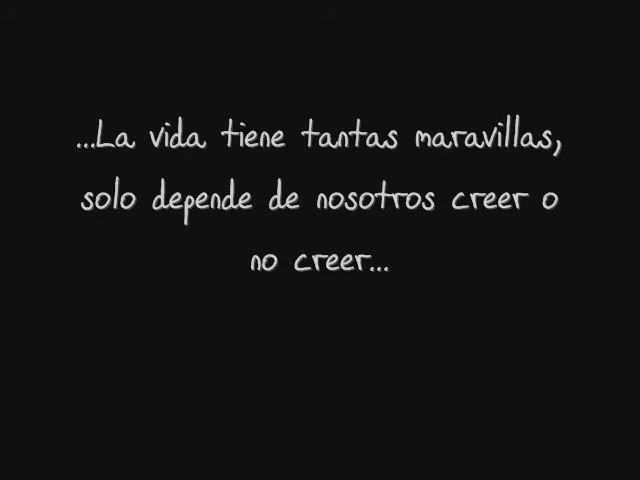 ...La vida tiene tantas maravillas,
solo depende de nosotros creer o
no creer...